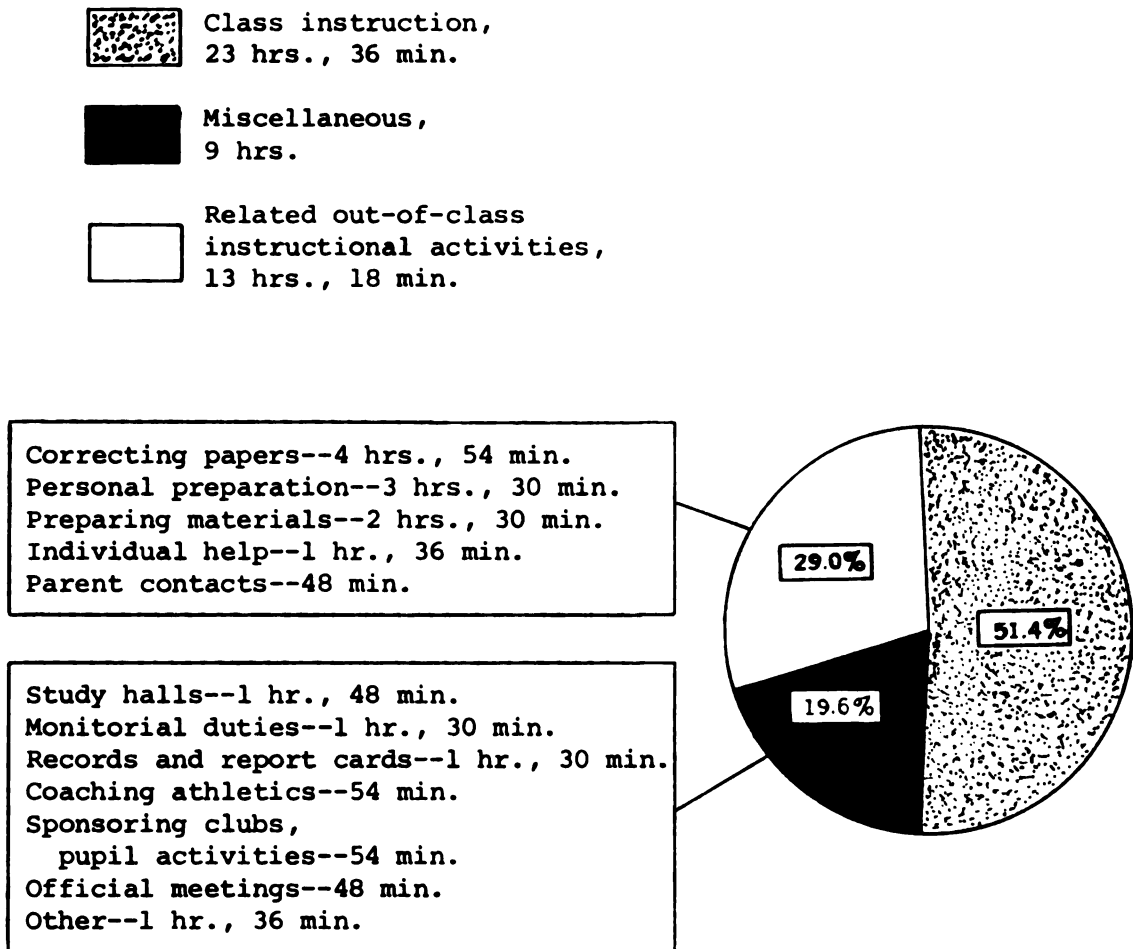 Class instruction,
23 hrs., 36 min.
Miscellaneous,
9 hrs.
Related out-of-class
instructional activities,
13 hrs., 18 min.
Correcting papers--4 hrs., 54 min.
Personal preparation--3 hrs., 30 min.
Preparing materials--2 hrs., 30 min.
Individual help--1 hr., 36 min.
Parent contacts--48 min.
29.0%
51.4%
19.6%
Study halls--1 hr., 48 min.
Monitorial duties--1 hr., 30 min.
Records and report cards--1 hr., 30 min.
Coaching athletics--54 min.
Sponsoring clubs,
pupil activities--54 min.
Official meetings--48 min.
Other--1 hr., 36 min.